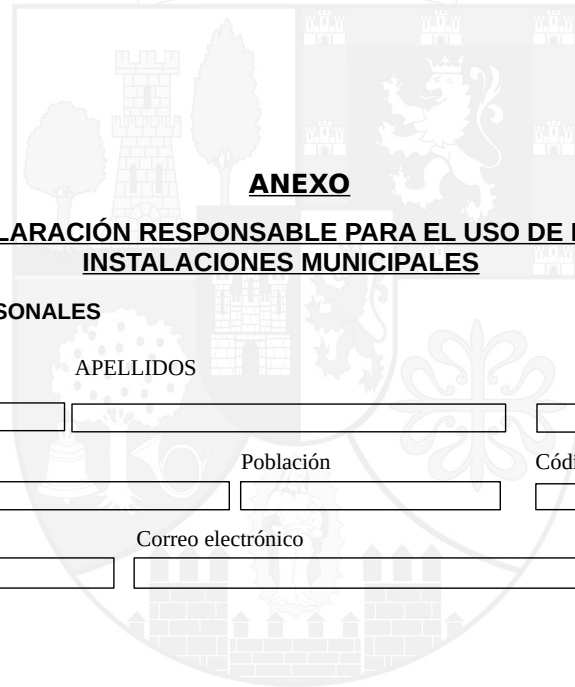 ANEXO
LARACIÓN RESPONSABLE PARA EL USO DE
INSTALACIONES MUNICIPALES
SONALES
APELLIDOS
Población
Códi
Correo electrónico